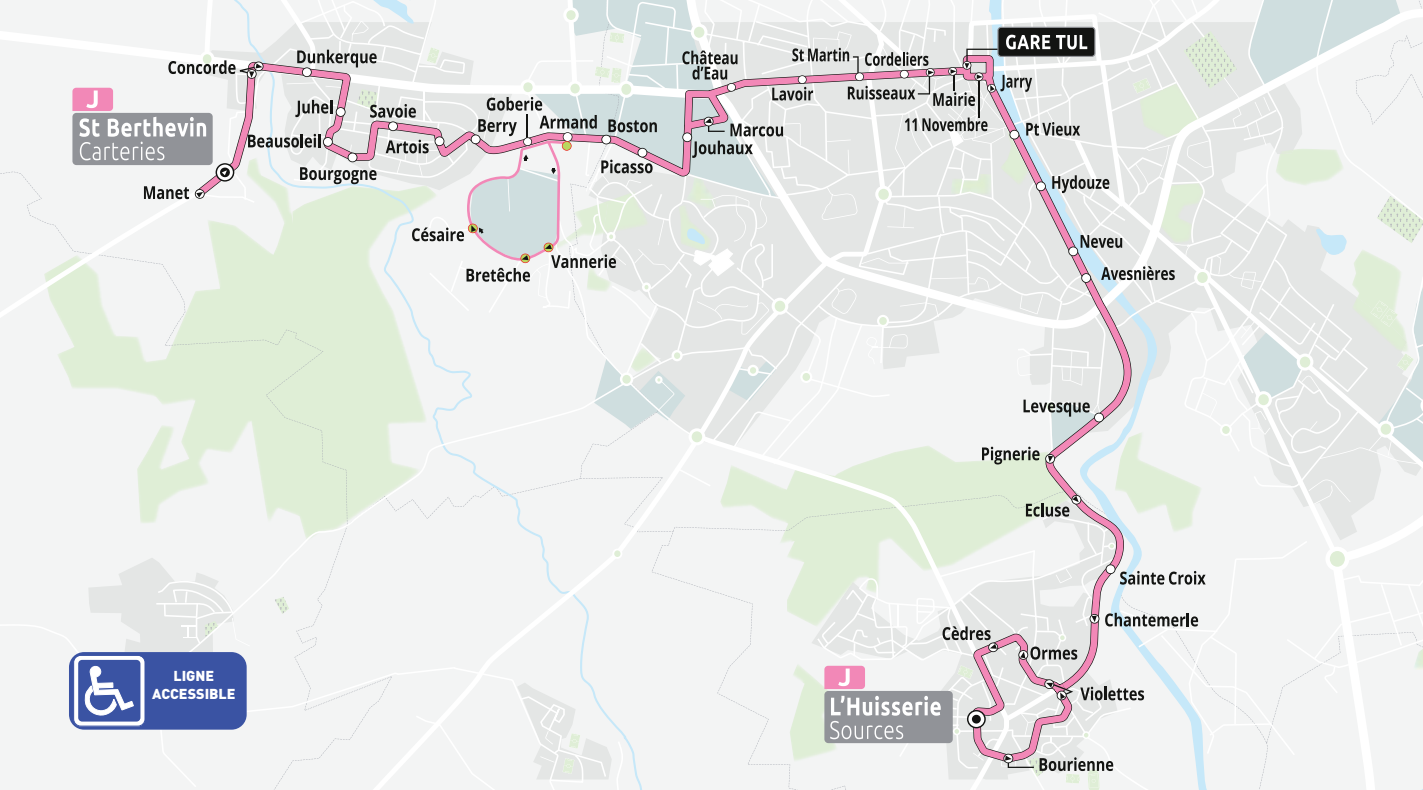 Concorde
Dunkerque
J
St Berthevin
Carteries
Juhel
Beausoleil
Bourgogne
Manet
Savoie
Artois
Goberie
Berry
Armand
Boston
Picasso
Césaire
Bretêche
Vannerie
Château
d'Eau
Marcou
Jouhaux
Lavoir
St Martin
Cordeliers
Ruisseaux
Mairie
11 Novembre
GARE TUL
Jarry
Pt Vieux
Hydouze
Neveu
Avesnières
Levesque
Pignerie
Ecluse
Sainte Croix
Chantemerle
Cèdres
Ormes
Violettes
J
L'Huisserie
Sources
Bourienne
LIGNE
ACCESSIBLE